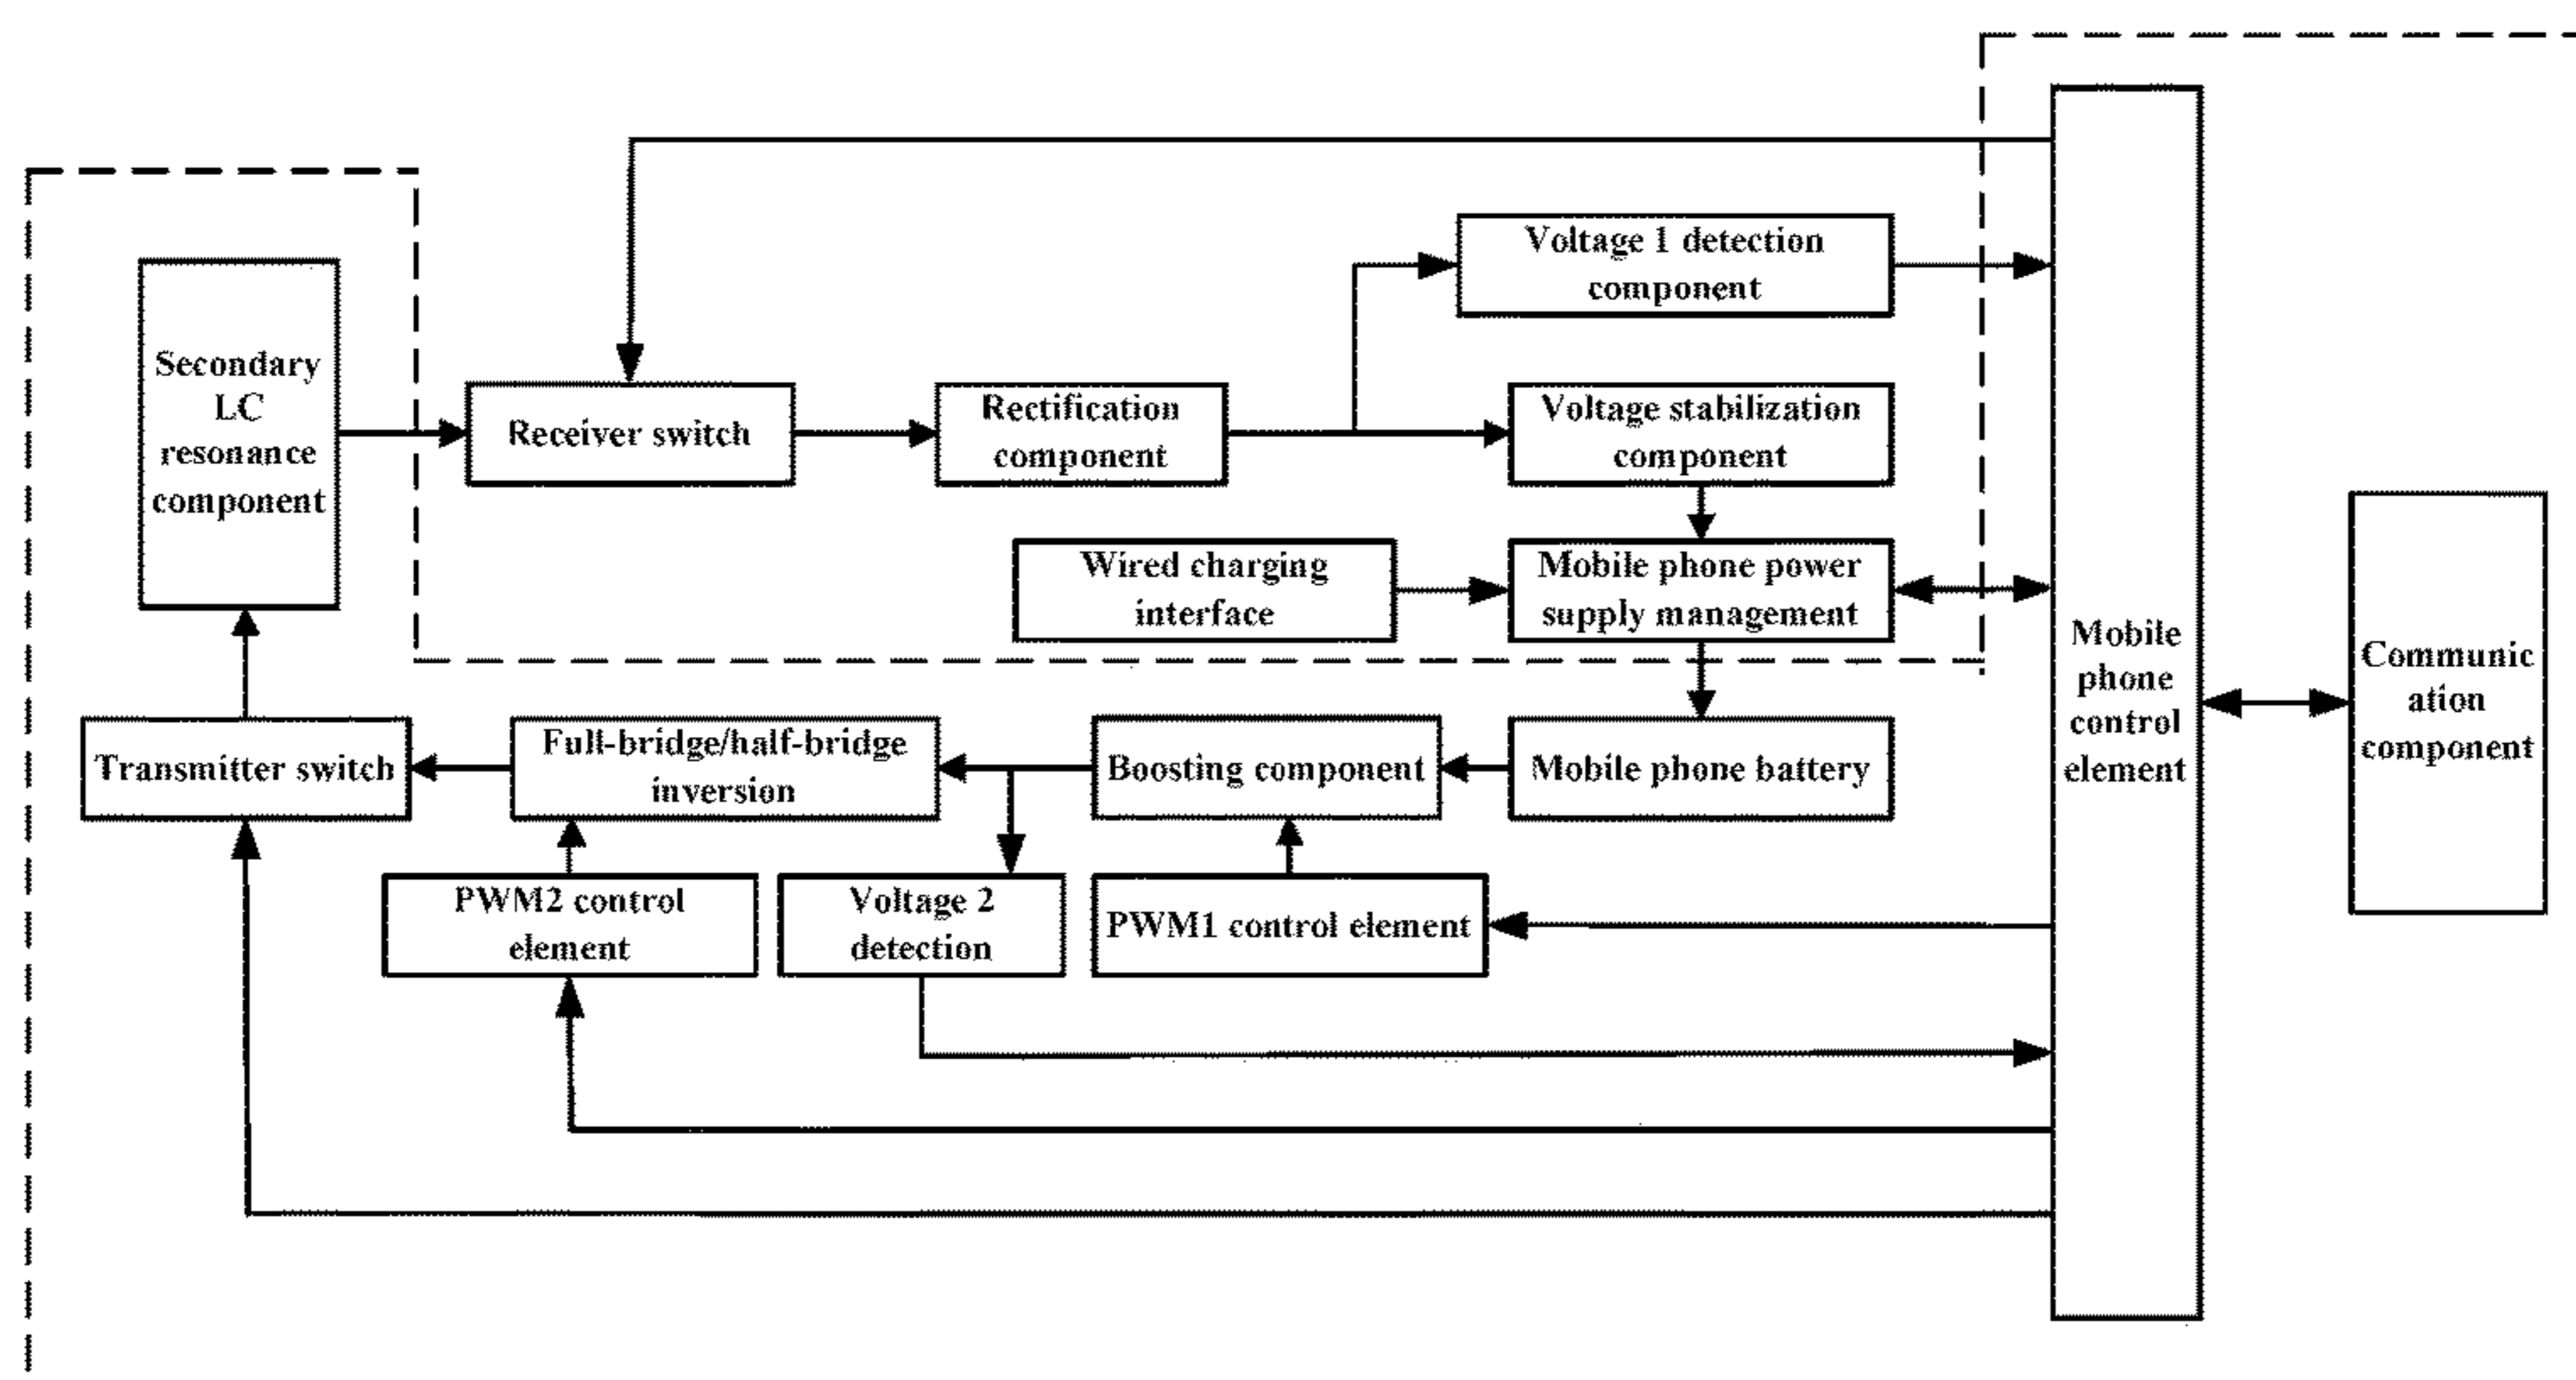 Voltage 1 detection
component
Secondary
LC
resonance
component
Receiver switch
Rectification
component
Voltage stabilization
component
Wired charging
interface
Mobile phone power
supply management
Mobile
phone
control
element
Communic
ation
component
Transmitter switch
Full-bridge/half-bridge
inversion
Boosting component
Mobile phone battery
PWM2 control
element
Voltage 2
detection
PWM1 control element